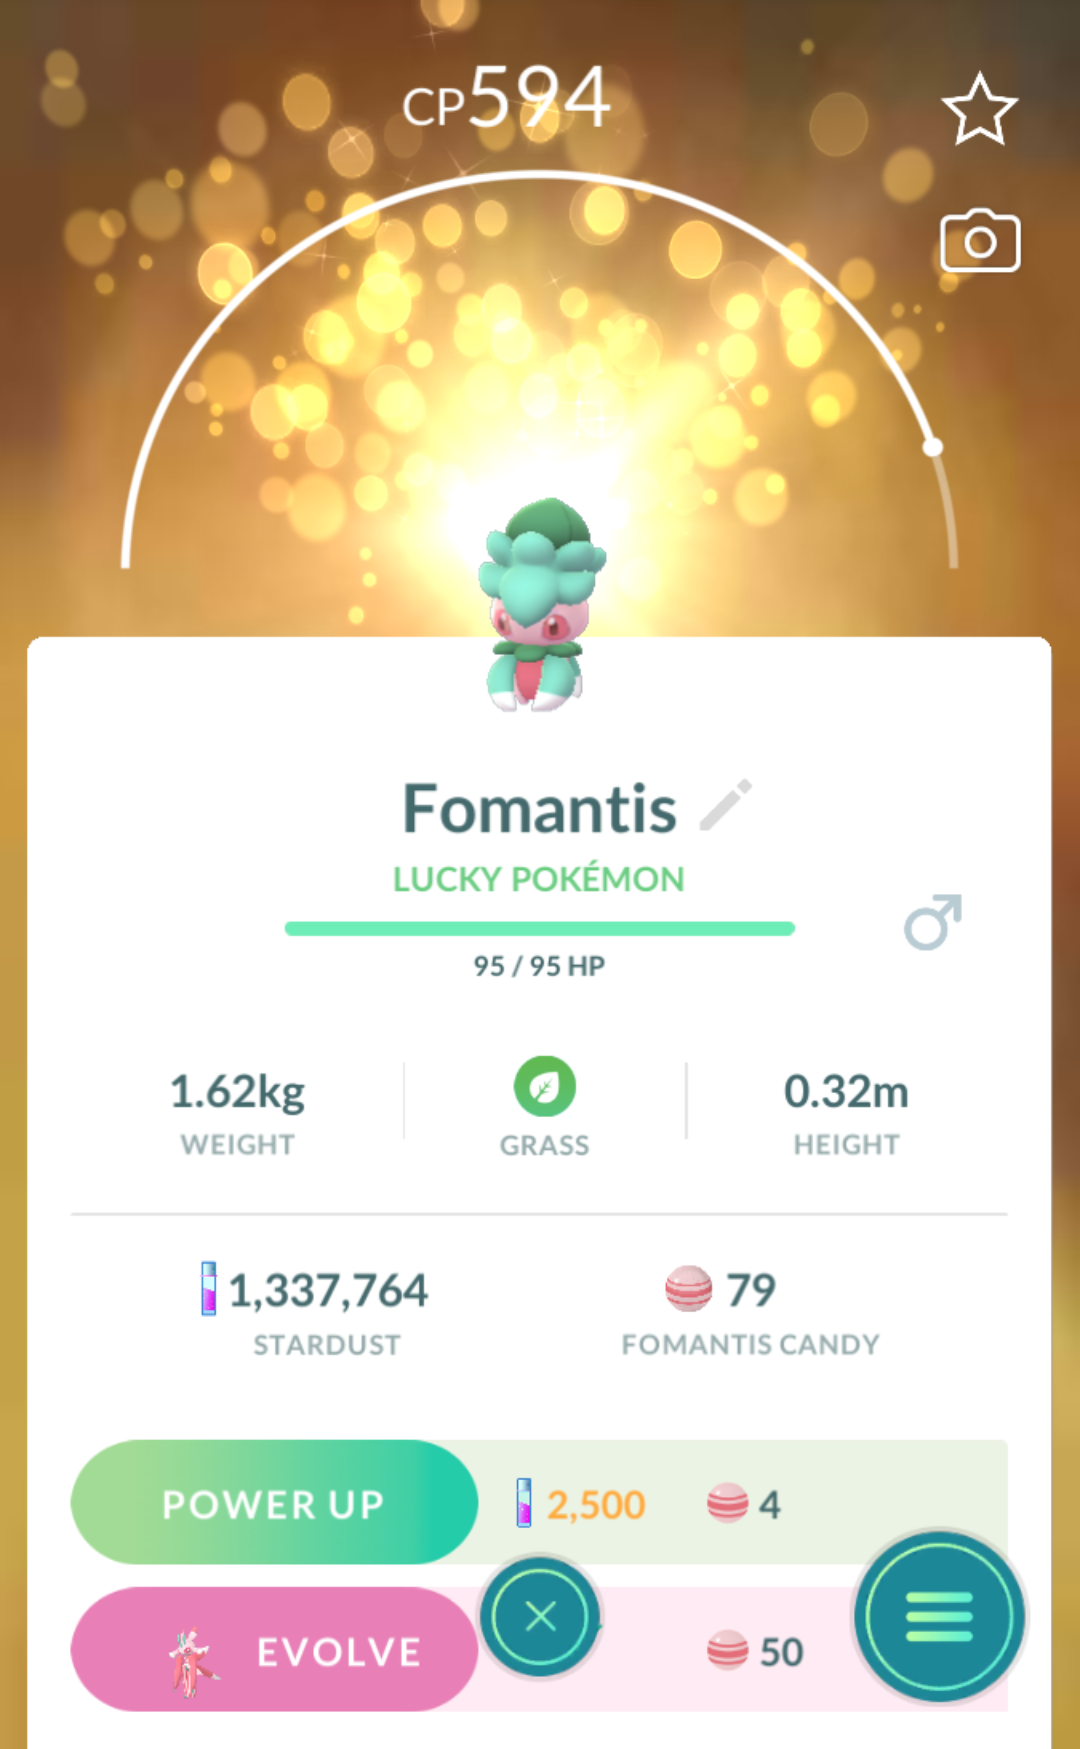 CP594
Fomantis
LUCKY POKÉMON
95 / 95 HP
1.62kg
WEIGHT
GRASS
0.32m
HEIGHT
1,337,764
STARDUST
79
FOMANTIS CANDY
POWER UP 2,500 4
EVOLVE 50